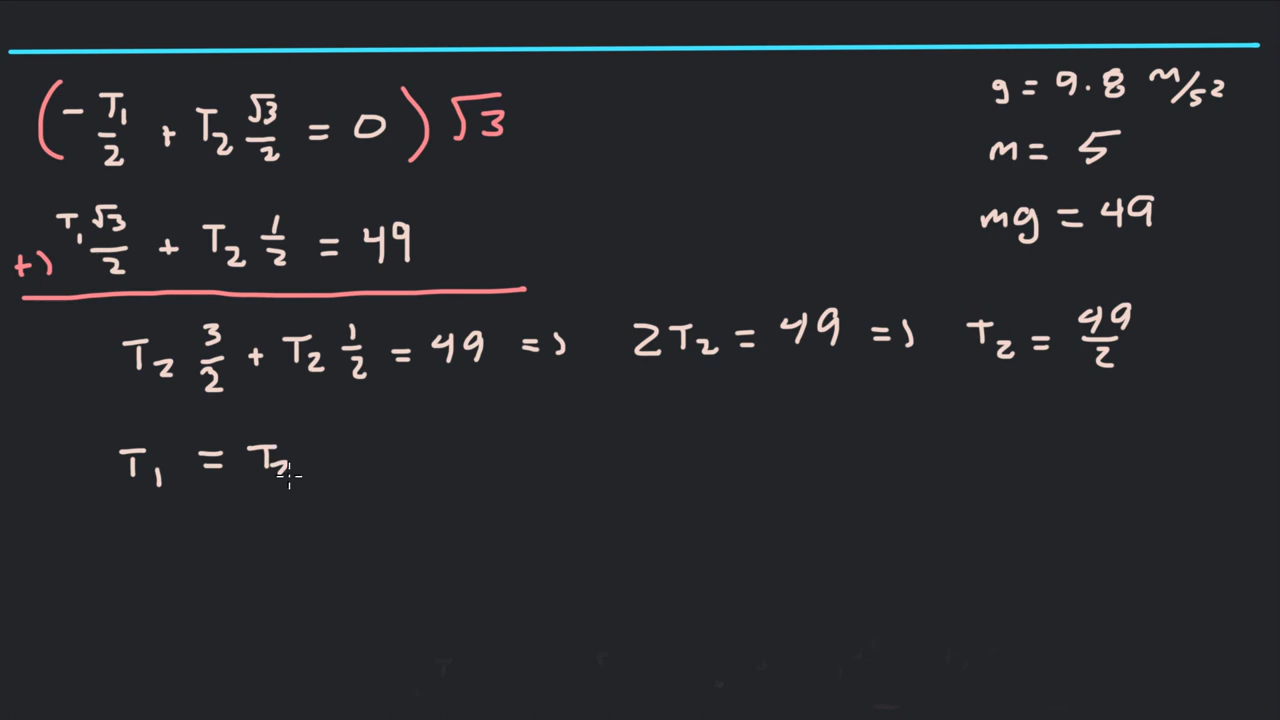 (-T₁/2 + T₂ √3/2 = 0) √3
g = 9.8 m/s²
m = 5
+) T₁ √3/2 + T₂ 1/2 = 49
mg = 49
T₂ 3/2 + T₂ 1/2 = 49 => 2T₂ = 49 => T₂ = 49/2
T₁ = T₂